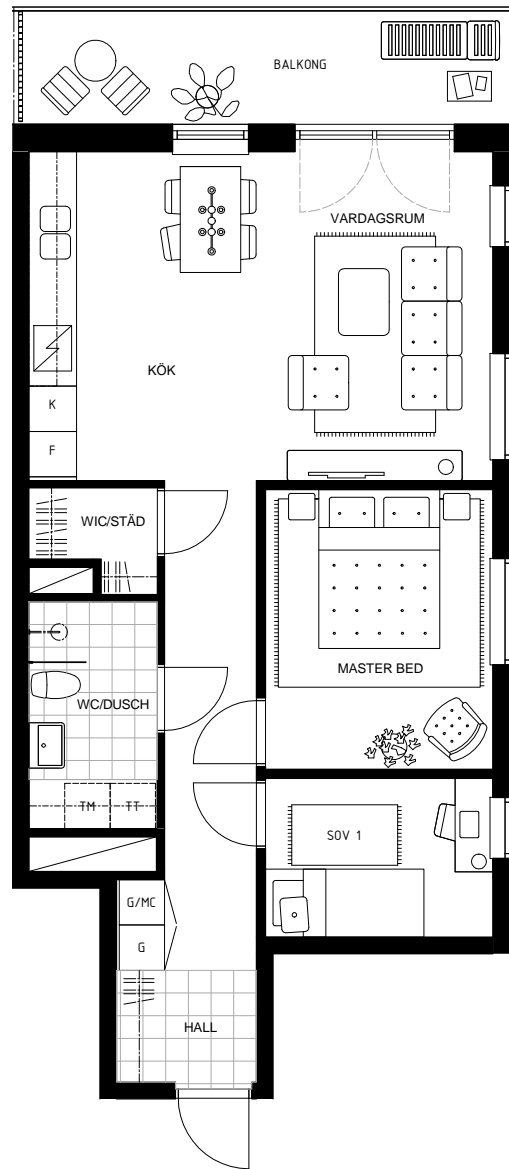 BALKONG
VARDAGSRUM
KÖK
K
F
WIC/STÄD
MASTER BED
WC/DUSCH
TM TT
SOV 1
G/MC
G
HALL